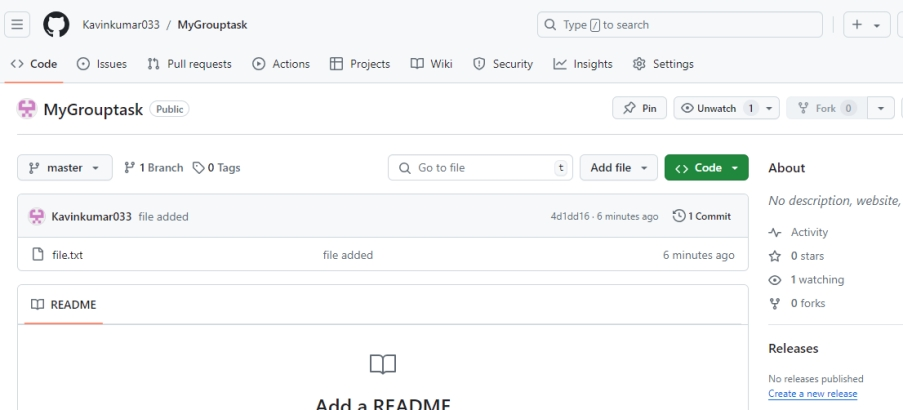 Kavinkumar033 / MyGrouptask
Type / to search
Code Issues Pull requests Actions Projects Wiki Security Insights Settings
MyGrouptask Public
Pin Unwatch 1 Fork 0
master 1 Branch 0 Tags Go to file t Add file Code
About
No description, website,
Kavinkumar033 file added 4d1dd16 · 6 minutes ago 1 Commit
Activity
file.txt file added 6 minutes ago
0 stars
1 watching
0 forks
README
Releases
No releases published
Create a new release
Add a README